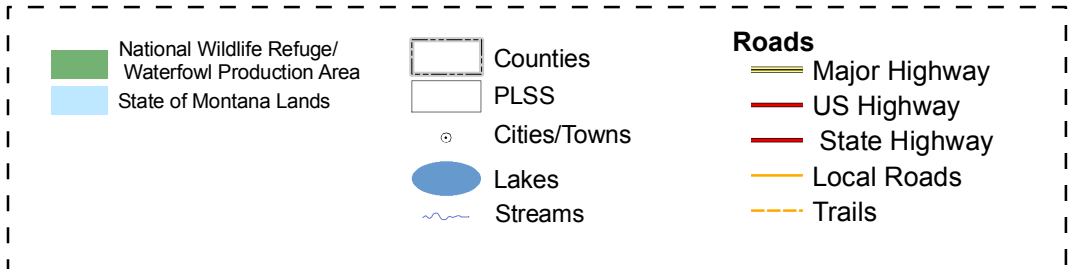 National Wildlife Refuge/
Waterfowl Production Area
State of Montana Lands
Counties
PLSS
Cities/Towns
Lakes
Streams
Roads
Major Highway
US Highway
State Highway
Local Roads
Trails